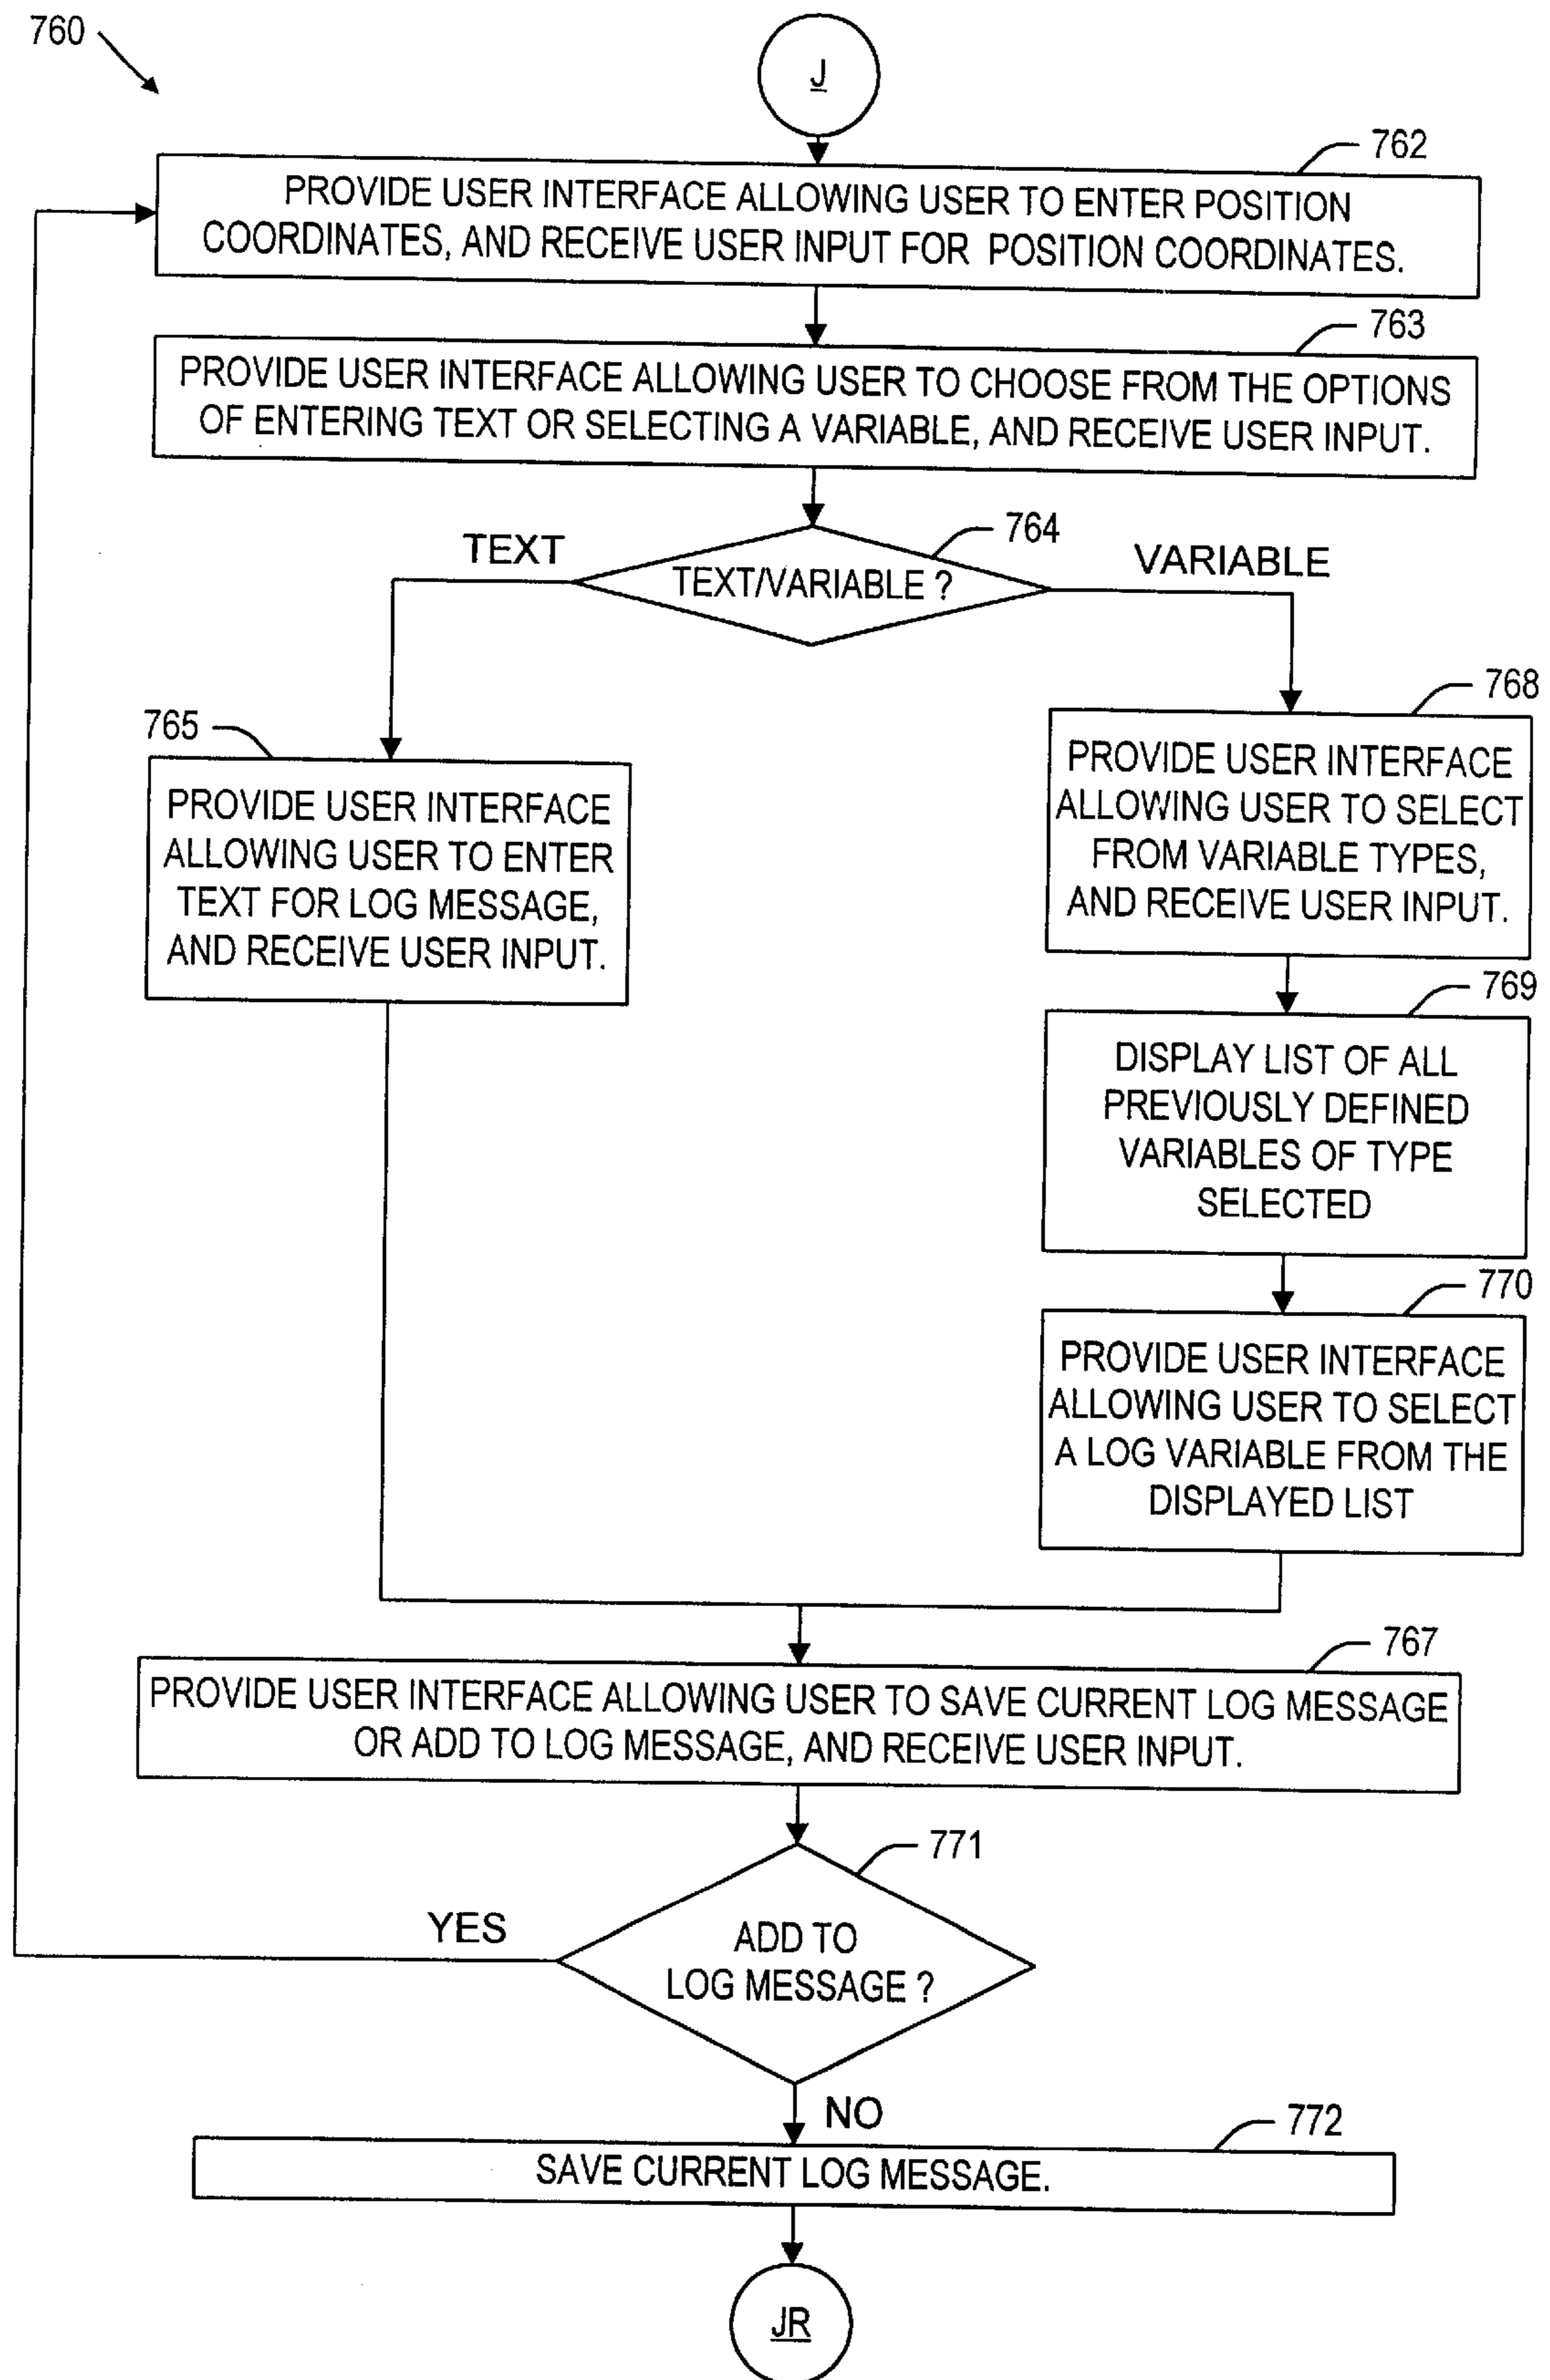 760
J
762
PROVIDE USER INTERFACE ALLOWING USER TO ENTER POSITION
COORDINATES, AND RECEIVE USER INPUT FOR POSITION COORDINATES.
763
PROVIDE USER INTERFACE ALLOWING USER TO CHOOSE FROM THE OPTIONS
OF ENTERING TEXT OR SELECTING A VARIABLE, AND RECEIVE USER INPUT.
764
TEXT
TEXT/VARIABLE ?
VARIABLE
765
PROVIDE USER INTERFACE
ALLOWING USER TO ENTER
TEXT FOR LOG MESSAGE,
AND RECEIVE USER INPUT.
768
PROVIDE USER INTERFACE
ALLOWING USER TO SELECT
FROM VARIABLE TYPES,
AND RECEIVE USER INPUT.
769
DISPLAY LIST OF ALL
PREVIOUSLY DEFINED
VARIABLES OF TYPE
SELECTED
770
PROVIDE USER INTERFACE
ALLOWING USER TO SELECT
A LOG VARIABLE FROM THE
DISPLAYED LIST
767
PROVIDE USER INTERFACE ALLOWING USER TO SAVE CURRENT LOG MESSAGE
OR ADD TO LOG MESSAGE, AND RECEIVE USER INPUT.
771
YES
ADD TO
LOG MESSAGE ?
NO
772
SAVE CURRENT LOG MESSAGE.
JR